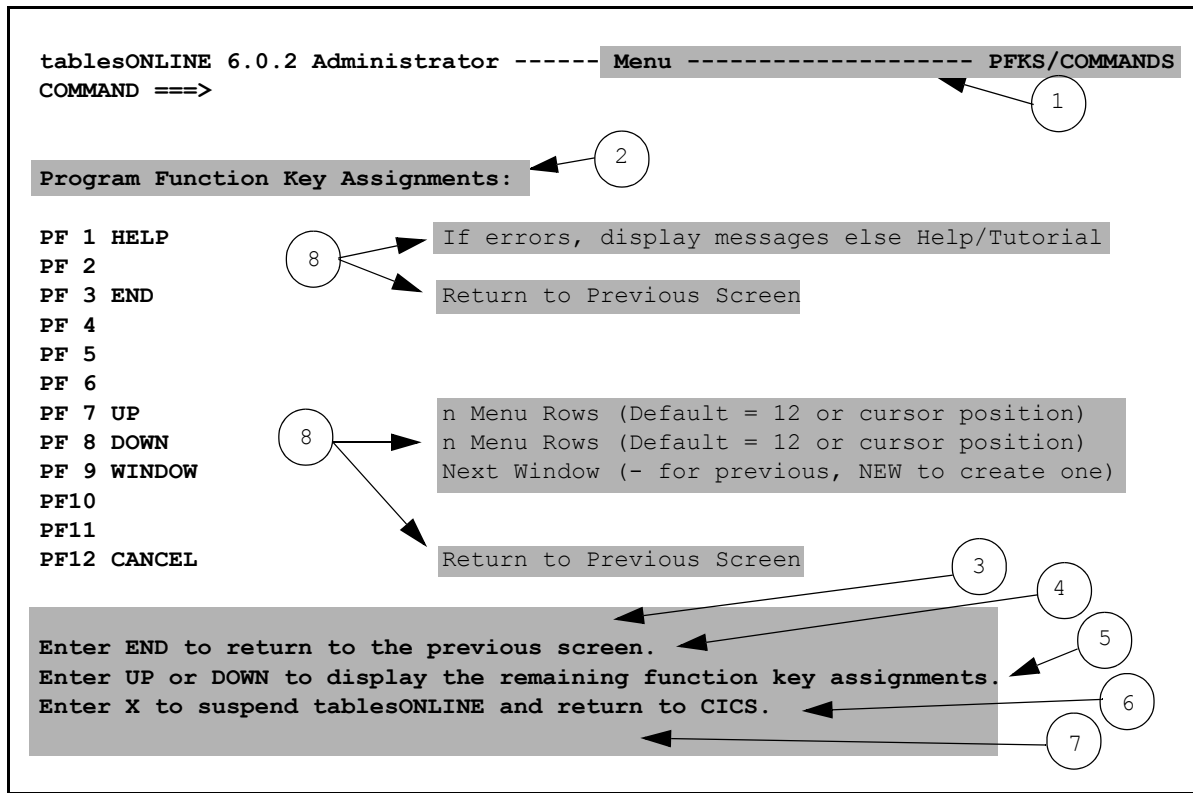 tablesONLINE 6.0.2 Administrator ------ Menu -------------------- PFKS/COMMANDS
COMMAND ===>
1
2
Program Function Key Assignments:
PF 1 HELP If errors, display messages else Help/Tutorial
8
PF 2
PF 3 END Return to Previous Screen
PF 4
PF 5
PF 6
PF 7 UP n Menu Rows (Default = 12 or cursor position)
PF 8 DOWN 8 n Menu Rows (Default = 12 or cursor position)
PF 9 WINDOW Next Window (- for previous, NEW to create one)
PF10
PF11
PF12 CANCEL Return to Previous Screen
3
4
Enter END to return to the previous screen.
5
Enter UP or DOWN to display the remaining function key assignments.
Enter X to suspend tablesONLINE and return to CICS.
6
7